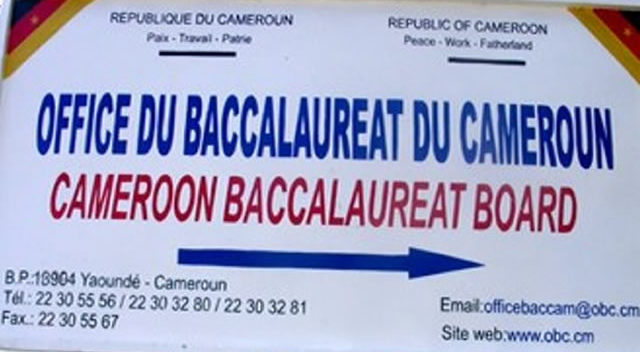 REPUBLIQUE DU CAMEROUN
Paix - Travail - Patrie
REPUBLIC OF CAMEROON
Peace - Work - Fatherland
OFFICE DU BACCALAUREAT DU CAMEROUN
CAMEROON BACCALAUREAT BOARD
B.P.:13904 Yaoundé - Cameroun
Tél.: 22 30 55 56 / 22 30 32 80 / 22 30 32 81
Fax.: 22 30 55 67
Email:officebaccam@obc.cm
Site web:www.obc.cm